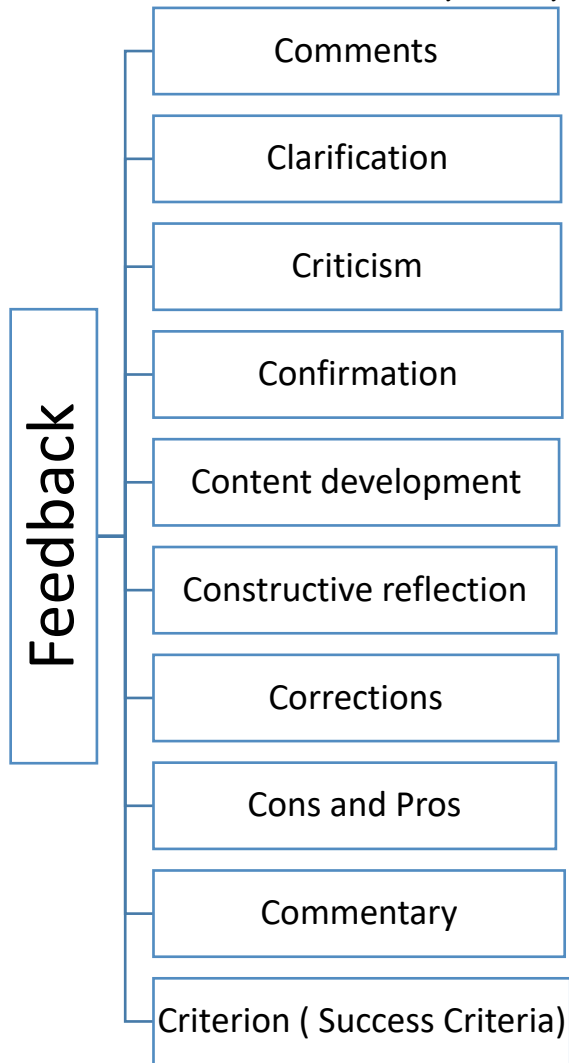 Feedback
Comments
Clarification
Criticism
Confirmation
Content development
Constructive reflection
Corrections
Cons and Pros
Commentary
Criterion ( Success Criteria)